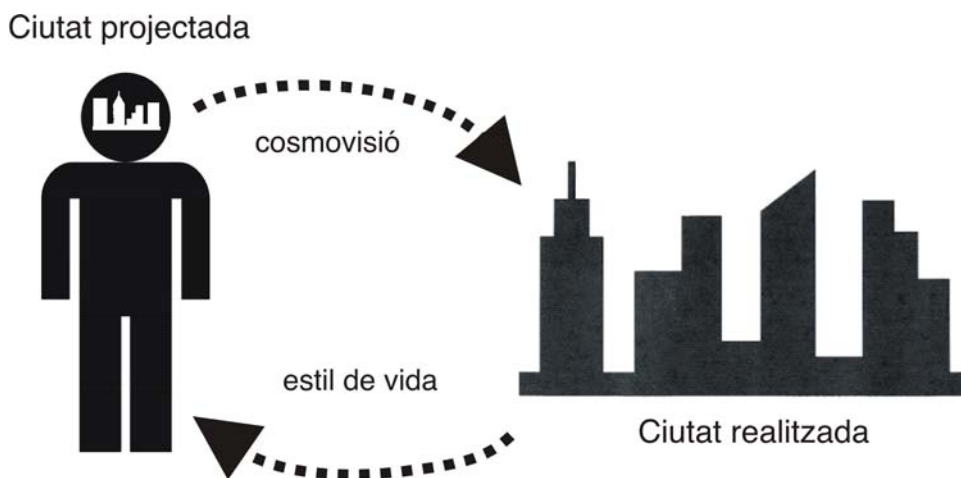 Ciutat projectada
cosmovisió
estil de vida
Ciutat realitzada